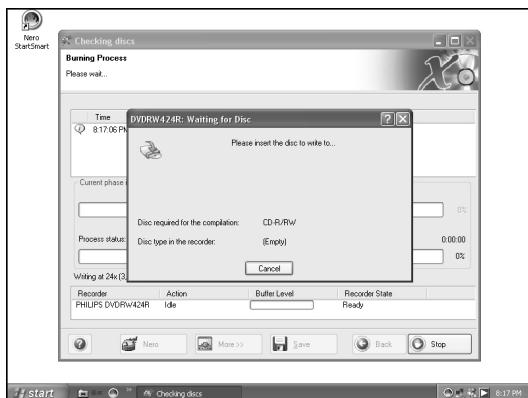 Nero
StartSmart
Checking discs
Burning Process
Please wait...
Time
8:17:06 PM
DVDRW424R: Waiting for Disc
Please insert the disc to write to...
Current phase
0%
Disc required for the compilation: CD-R/RW
Process status:
Disc type in the recorder: (Empty)
0:00:00
0%
Cancel
Writing at 24x (3,
Recorder Action Buffer Level Recorder State
PHILIPS DVDRW424R Idle Ready
Nero More >> Save Back Stop
start Checking discs 8:17 PM